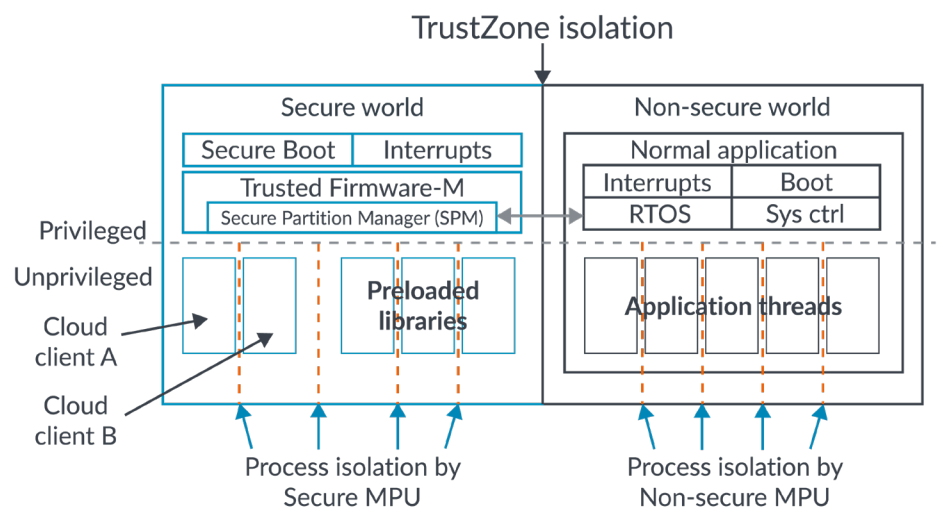 TrustZone isolation
Secure world
Non-secure world
Secure Boot
Interrupts
Normal application
Trusted Firmware-M
Interrupts
Boot
Secure Partition Manager (SPM)
RTOS
Sys ctrl
Privileged
Unprivileged
Preloaded
libraries
Application threads
Cloud
client A
Cloud
client B
Process isolation by
Secure MPU
Process isolation by
Non-secure MPU